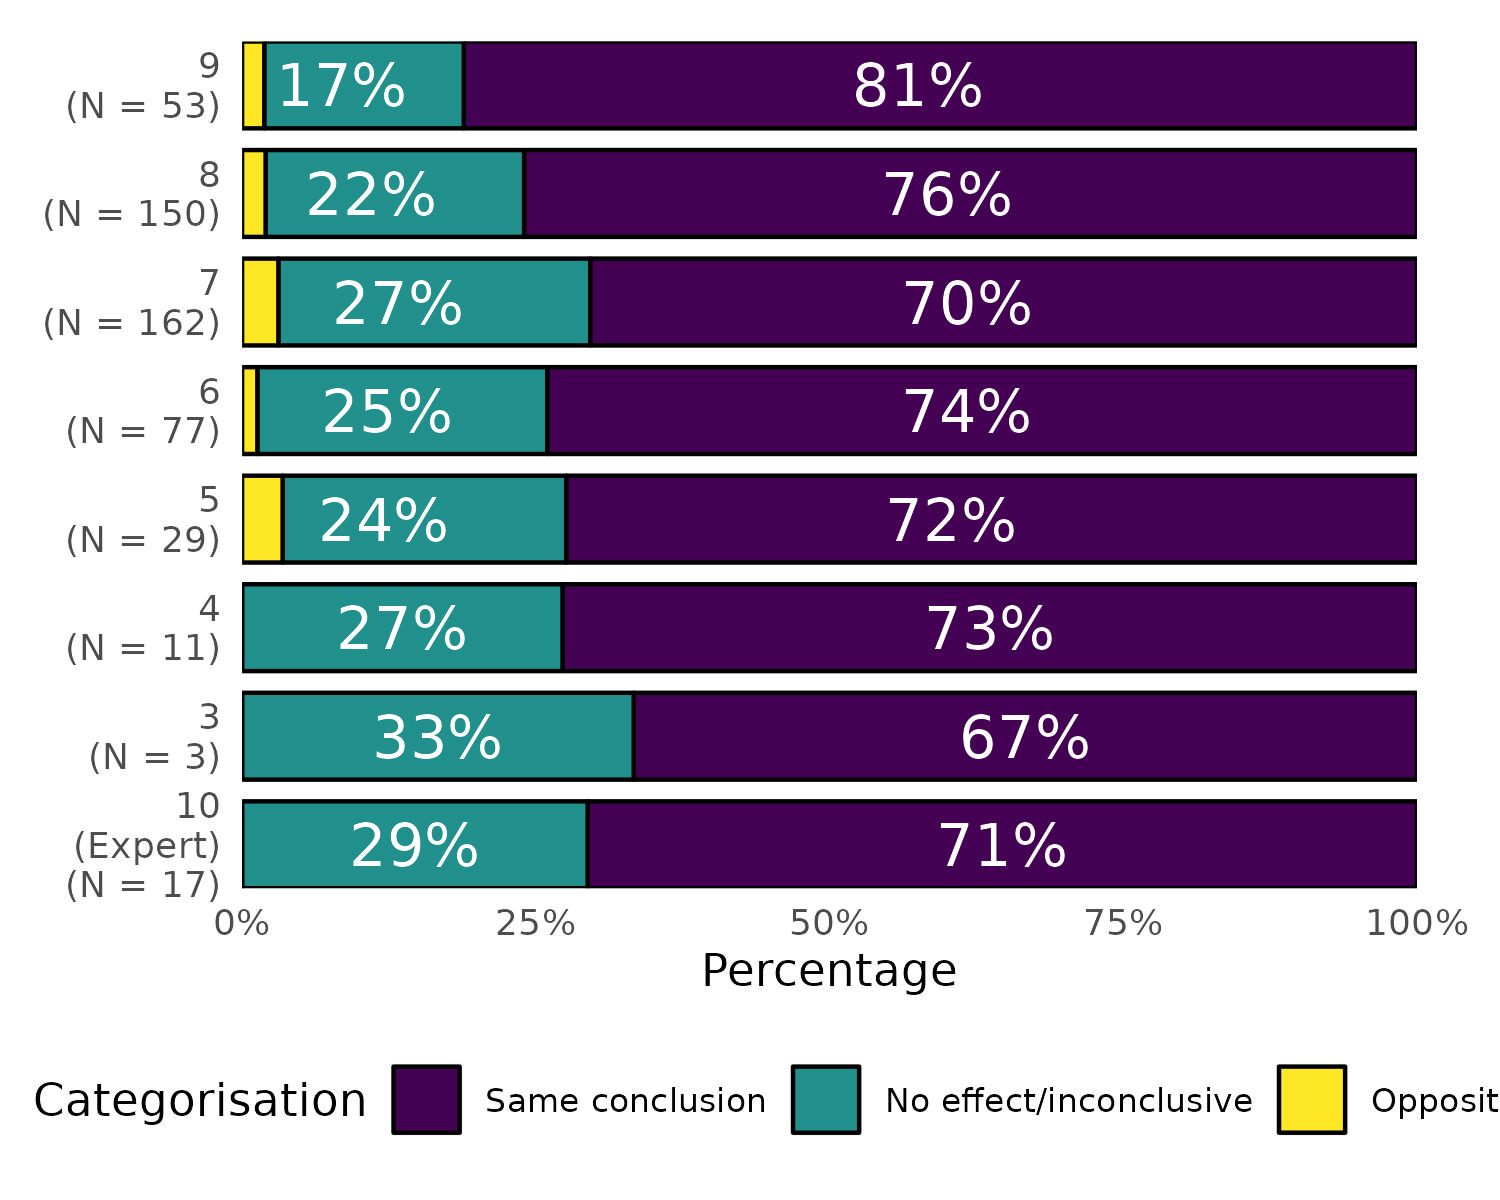 9
(N = 53)
17%
81%
8
(N = 150)
22%
76%
7
(N = 162)
27%
70%
6
(N = 77)
25%
74%
5
(N = 29)
24%
72%
4
(N = 11)
27%
73%
3
(N = 3)
33%
67%
10
(Expert)
(N = 17)
29%
71%
0% 25% 50% 75% 100%
Percentage
Categorisation Same conclusion No effect/inconclusive Opposit